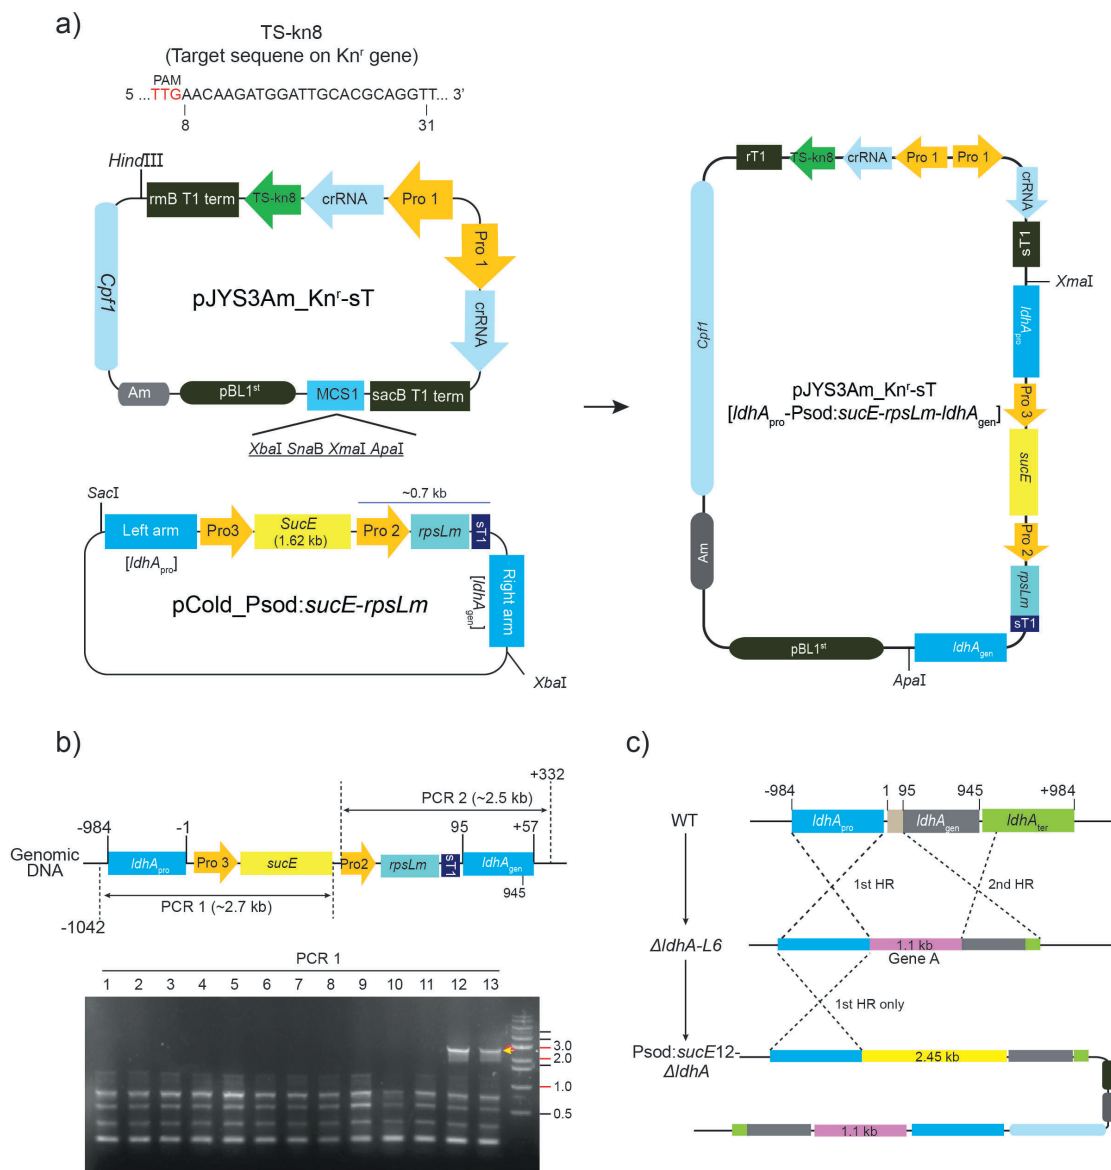 a)
TS-kn8
(Target sequene on Knʳ gene)
PAM
5 ...TTGAACAAGATGGATTGCACGCAGGTT... 3’
8
31
HindIII
rmB T1 term
TS-kn8
crRNA
Pro 1
Pro 1
crRNA
Cpf1
pJYS3Am_Knʳ-sT
Am
pBL1ˢᵗ
MCS1
sacB T1 term
XbaI SnaB XmaI ApaI
SacI
~0.7 kb
Left arm
Pro3
SucE
(1.62 kb)
Pro 2
rpsLm
sT1
[ldhApro]
[ldhAgen]
Right arm
pCold_Psod:sucE-rpsLm
XbaI
rT1
TS-kn8
crRNA
Pro 1
Pro 1
crRNA
sT1
XmaI
ldhApro
Cpf1
pJYS3Am_Knʳ-sT
[ldhApro-Psod:sucE-rpsLm-ldhAgen]
Pro 3
sucE
Pro 2
rpsLm
sT1
Am
pBL1ˢᵗ
ldhAgen
ApaI
b)
+332
PCR 2 (~2.5 kb)
-984
-1
95
+57
Genomic
DNA
ldhApro
Pro 3
sucE
Pro2
rpsLm
sT1
ldhAgen
945
PCR 1 (~2.7 kb)
-1042
PCR 1
1 2 3 4 5 6 7 8 9 10 11 12 13
3.0
2.0
1.0
0.5
c)
-984
1
95
945
+984
WT
ldhApro
ldhAgen
ldhAter
1st HR
2nd HR
ΔldhA-L6
1.1 kb
Gene A
1st HR only
Psod:sucE12-
ΔldhA
2.45 kb
1.1 kb